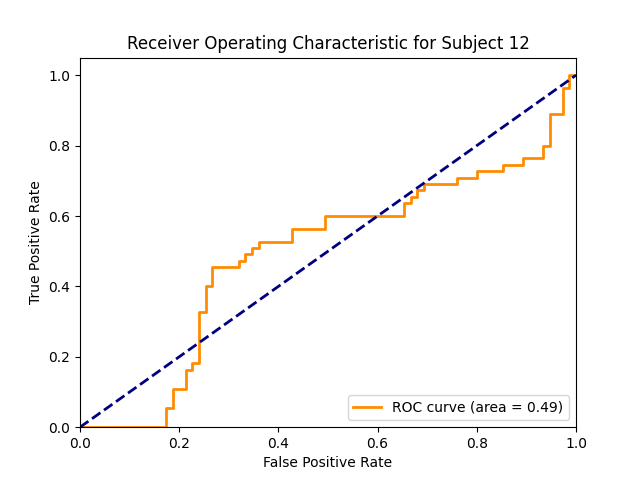 Receiver Operating Characteristic for Subject 12
True Positive Rate
1.0
0.8
0.6
0.4
0.2
0.0
ROC curve (area = 0.49)
0.0 0.2 0.4 0.6 0.8 1.0
False Positive Rate